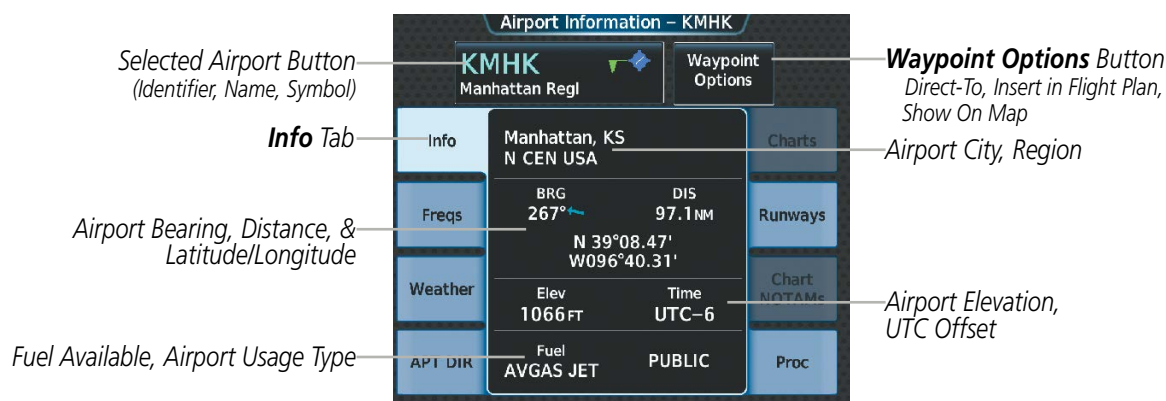 Airport Information – KMHK
Selected Airport Button
(Identifier, Name, Symbol)
KMHK
Manhattan Regl
Waypoint
Options
Waypoint Options Button
Direct-To, Insert in Flight Plan,
Show On Map
Info Tab
Info
Manhattan, KS
N CEN USA
Charts
Airport City, Region
Airport Bearing, Distance, &
Latitude/Longitude
Freqs
BRG
267°
DIS
97.1NM
N 39°08.47'
W096°40.31'
Runways
Weather
Elev
1066FT
Time
UTC–6
Chart
NOTAMs
Airport Elevation,
UTC Offset
Fuel Available, Airport Usage Type
APT DIR
Fuel
AVGAS JET
PUBLIC
Proc